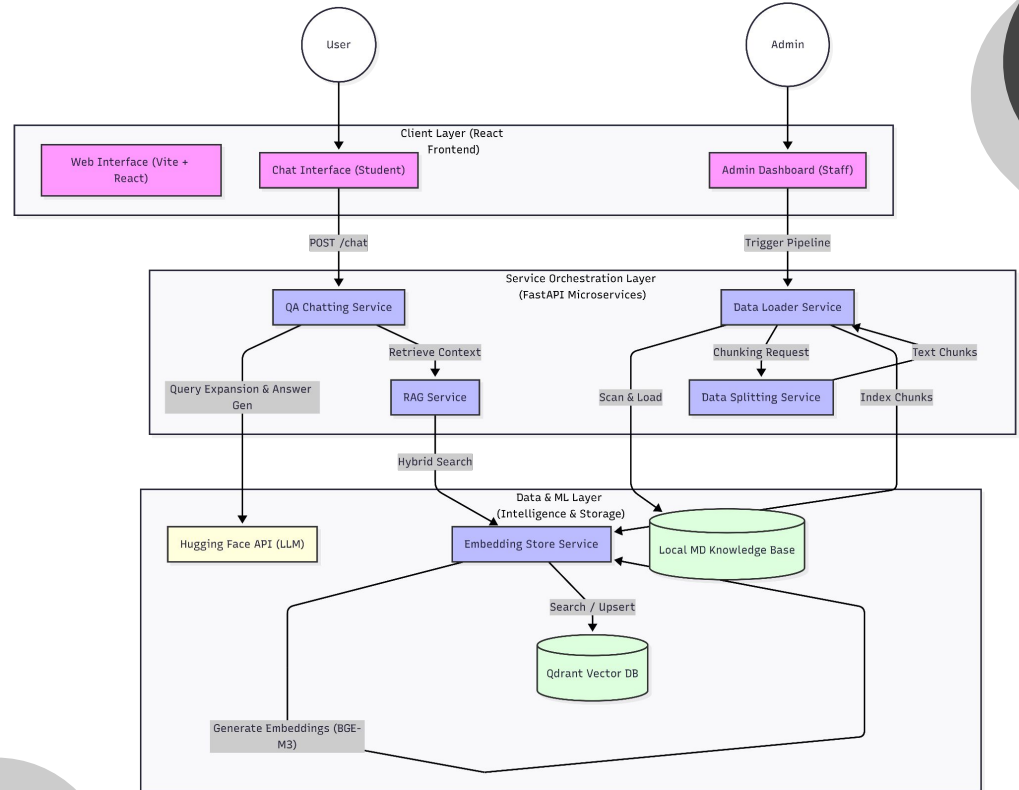 User
Admin
Client Layer (React
Frontend)
Web Interface (Vite +
React)
Chat Interface (Student)
Admin Dashboard (Staff)
POST /chat
Trigger Pipeline
Service Orchestration Layer
(FastAPI Microservices)
QA Chatting Service
Data Loader Service
Retrieve Context
Chunking Request
Text Chunks
Query Expansion & Answer
Gen
RAG Service
Scan & Load
Data Splitting Service
Index Chunks
Hybrid Search
Data & ML Layer
(Intelligence & Storage)
Hugging Face API (LLM)
Embedding Store Service
Local MD Knowledge Base
Search / Upsert
Qdrant Vector DB
Generate Embeddings (BGE-
M3)